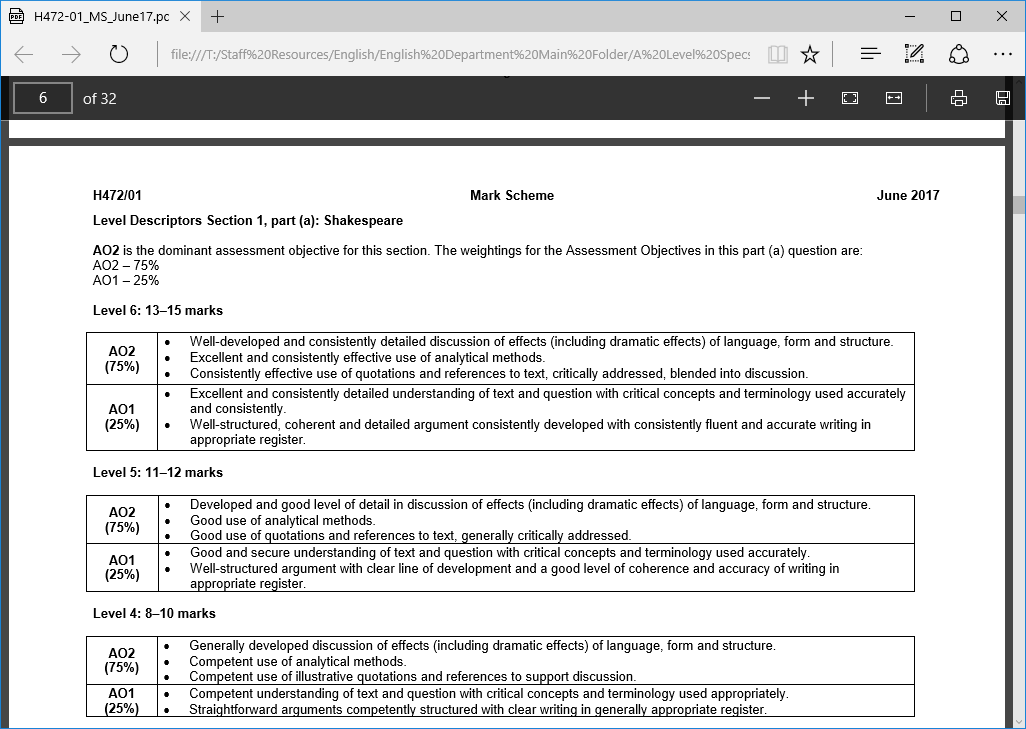 H472-01_MS_June17.pc
file:///T:/Staff%20Resources/English/English%20Department%20Main%20Folder/A%20Level%20Specs
6 of 32
H472/01 Mark Scheme June 2017
Level Descriptors Section 1, part (a): Shakespeare
AO2 is the dominant assessment objective for this section. The weightings for the Assessment Objectives in this part (a) question are:
AO2 – 75%
AO1 – 25%
Level 6: 13–15 marks
AO2
(75%)
• Well-developed and consistently detailed discussion of effects (including dramatic effects) of language, form and structure.
• Excellent and consistently effective use of analytical methods.
• Consistently effective use of quotations and references to text, critically addressed, blended into discussion.
AO1
(25%)
• Excellent and consistently detailed understanding of text and question with critical concepts and terminology used accurately
and consistently.
• Well-structured, coherent and detailed argument consistently developed with consistently fluent and accurate writing in
appropriate register.
Level 5: 11–12 marks
AO2
(75%)
• Developed and good level of detail in discussion of effects (including dramatic effects) of language, form and structure.
• Good use of analytical methods.
• Good use of quotations and references to text, generally critically addressed.
AO1
(25%)
• Good and secure understanding of text and question with critical concepts and terminology used accurately.
• Well-structured argument with clear line of development and a good level of coherence and accuracy of writing in
appropriate register.
Level 4: 8–10 marks
AO2
(75%)
• Generally developed discussion of effects (including dramatic effects) of language, form and structure.
• Competent use of analytical methods.
• Competent use of illustrative quotations and references to support discussion.
AO1
(25%)
• Competent understanding of text and question with critical concepts and terminology used appropriately.
• Straightforward arguments competently structured with clear writing in generally appropriate register.